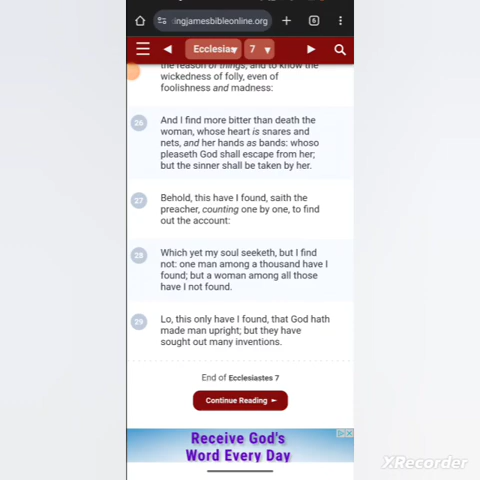 ingjamesbibleonline.org
6
Ecclesias
7
the reason of things, and to know the
wickedness of folly, even of
foolishness and madness:
26
And I find more bitter than death the
woman, whose heart is snares and
nets, and her hands as bands: whoso
pleaseth God shall escape from her;
but the sinner shall be taken by her.
27
Behold, this have I found, saith the
preacher, counting one by one, to find
out the account:
28
Which yet my soul seeketh, but I find
not: one man among a thousand have I
found; but a woman among all those
have I not found.
29
Lo, this only have I found, that God hath
made man upright; but they have
sought out many inventions.
End of Ecclesiastes 7
Continue Reading
Receive God's
Word Every Day
XRecorder